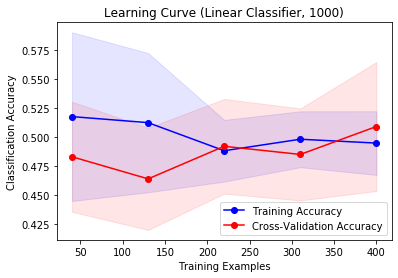 Learning Curve (Linear Classifier, 1000)
Classification Accuracy
0.575
0.550
0.525
0.500
0.475
0.450
0.425
Training Accuracy
Cross-Validation Accuracy
50 100 150 200 250 300 350 400
Training Examples